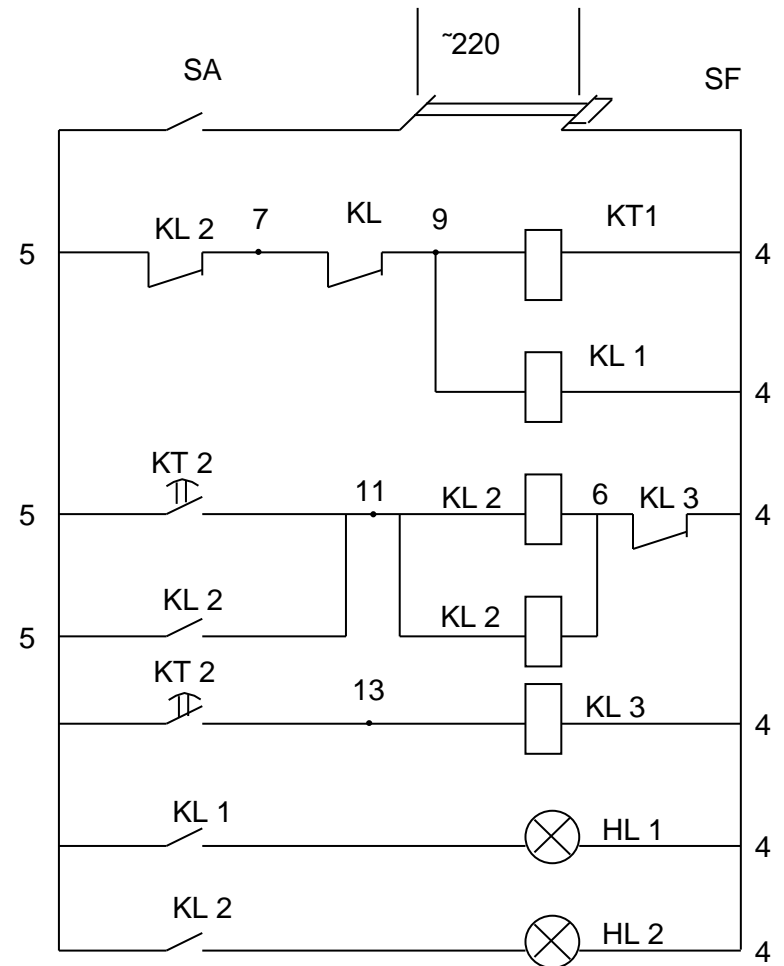 ~220
SA
SF
KL 2 7 KL 9 KT1
5 4
KL 1
4
KT 2
11 KL 2 6 KL 3
5 4
KL 2 KL 2
5
KT 2
13 KL 3
4
KL 1
HL 1
4
KL 2
HL 2
4